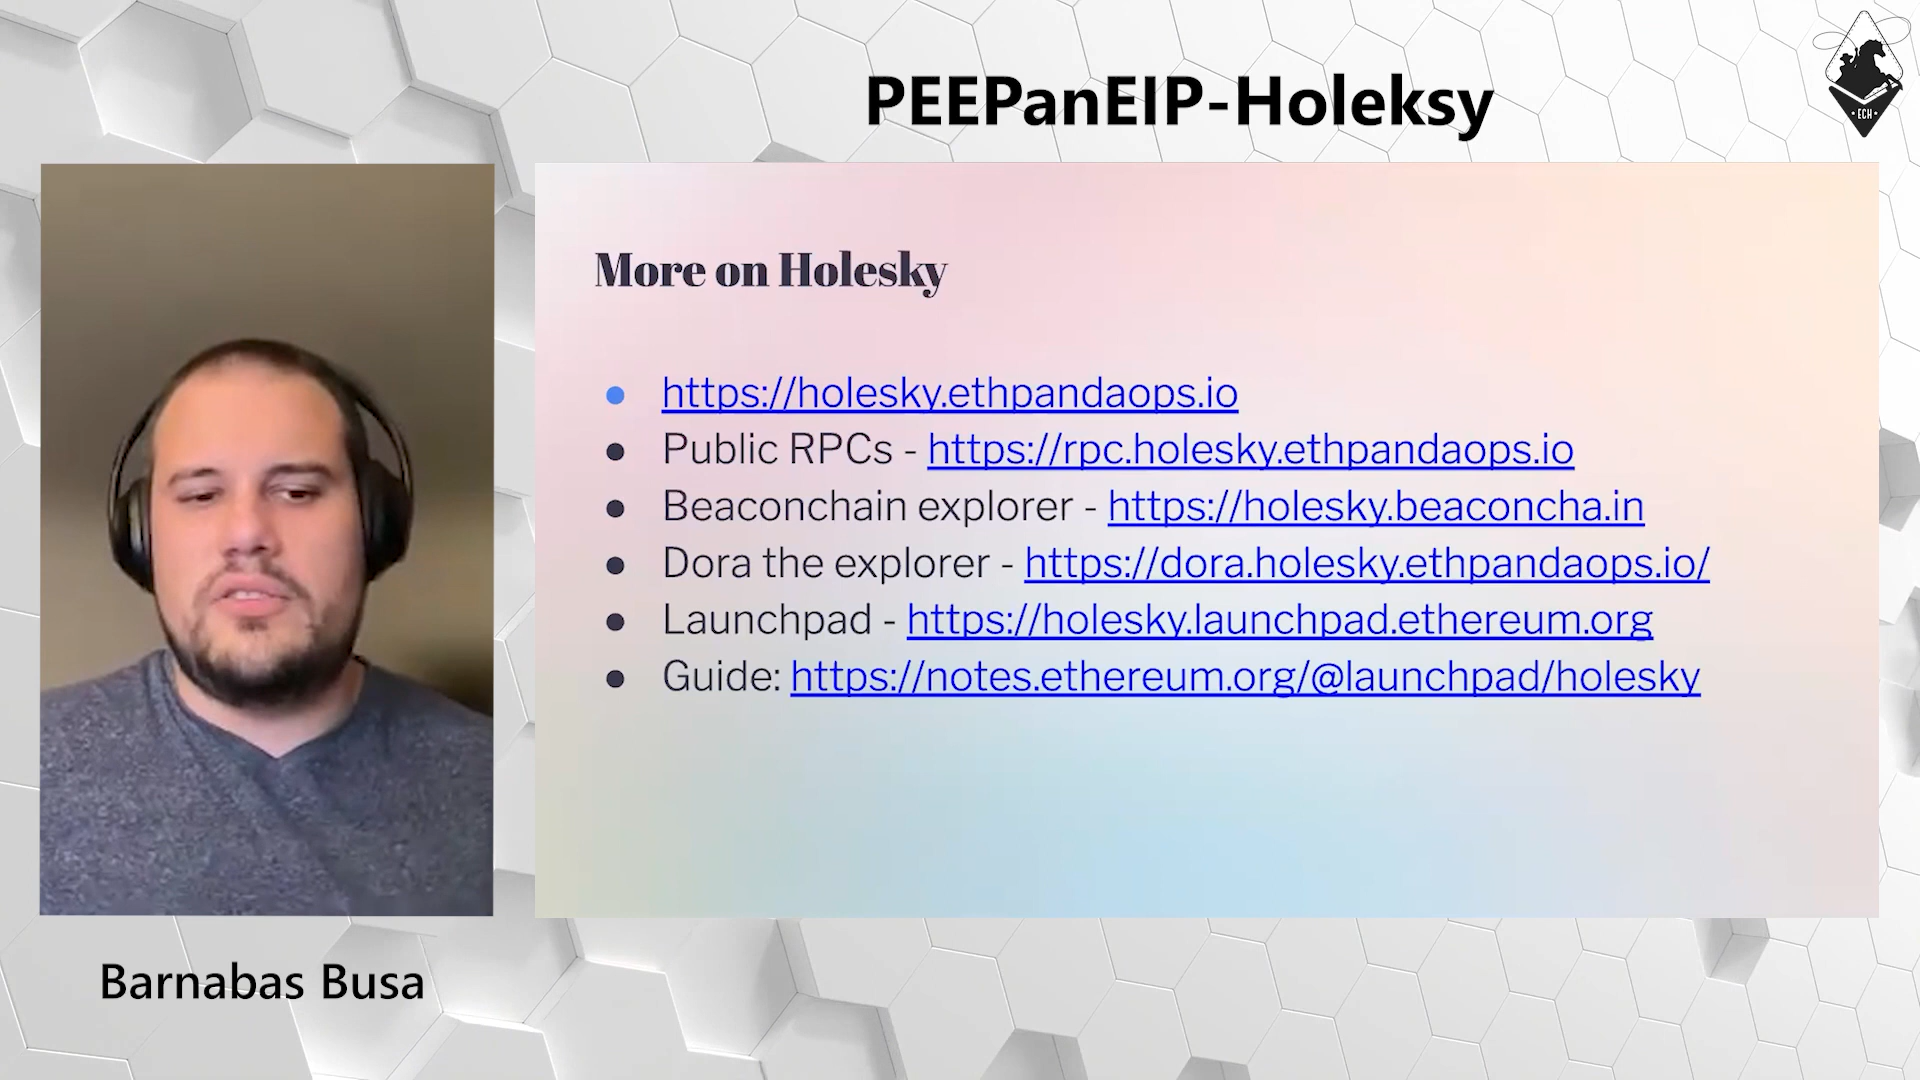 PEEPanEIP-Holeksy
ECH
More on Holesky
https://holesky.ethpandaops.io
Public RPCs - https://rpc.holesky.ethpandaops.io
Beaconchain explorer - https://holesky.beaconcha.in
Dora the explorer - https://dora.holesky.ethpandaops.io/
Launchpad - https://holesky.launchpad.ethereum.org
Guide: https://notes.ethereum.org/@launchpad/holesky
Barnabas Busa